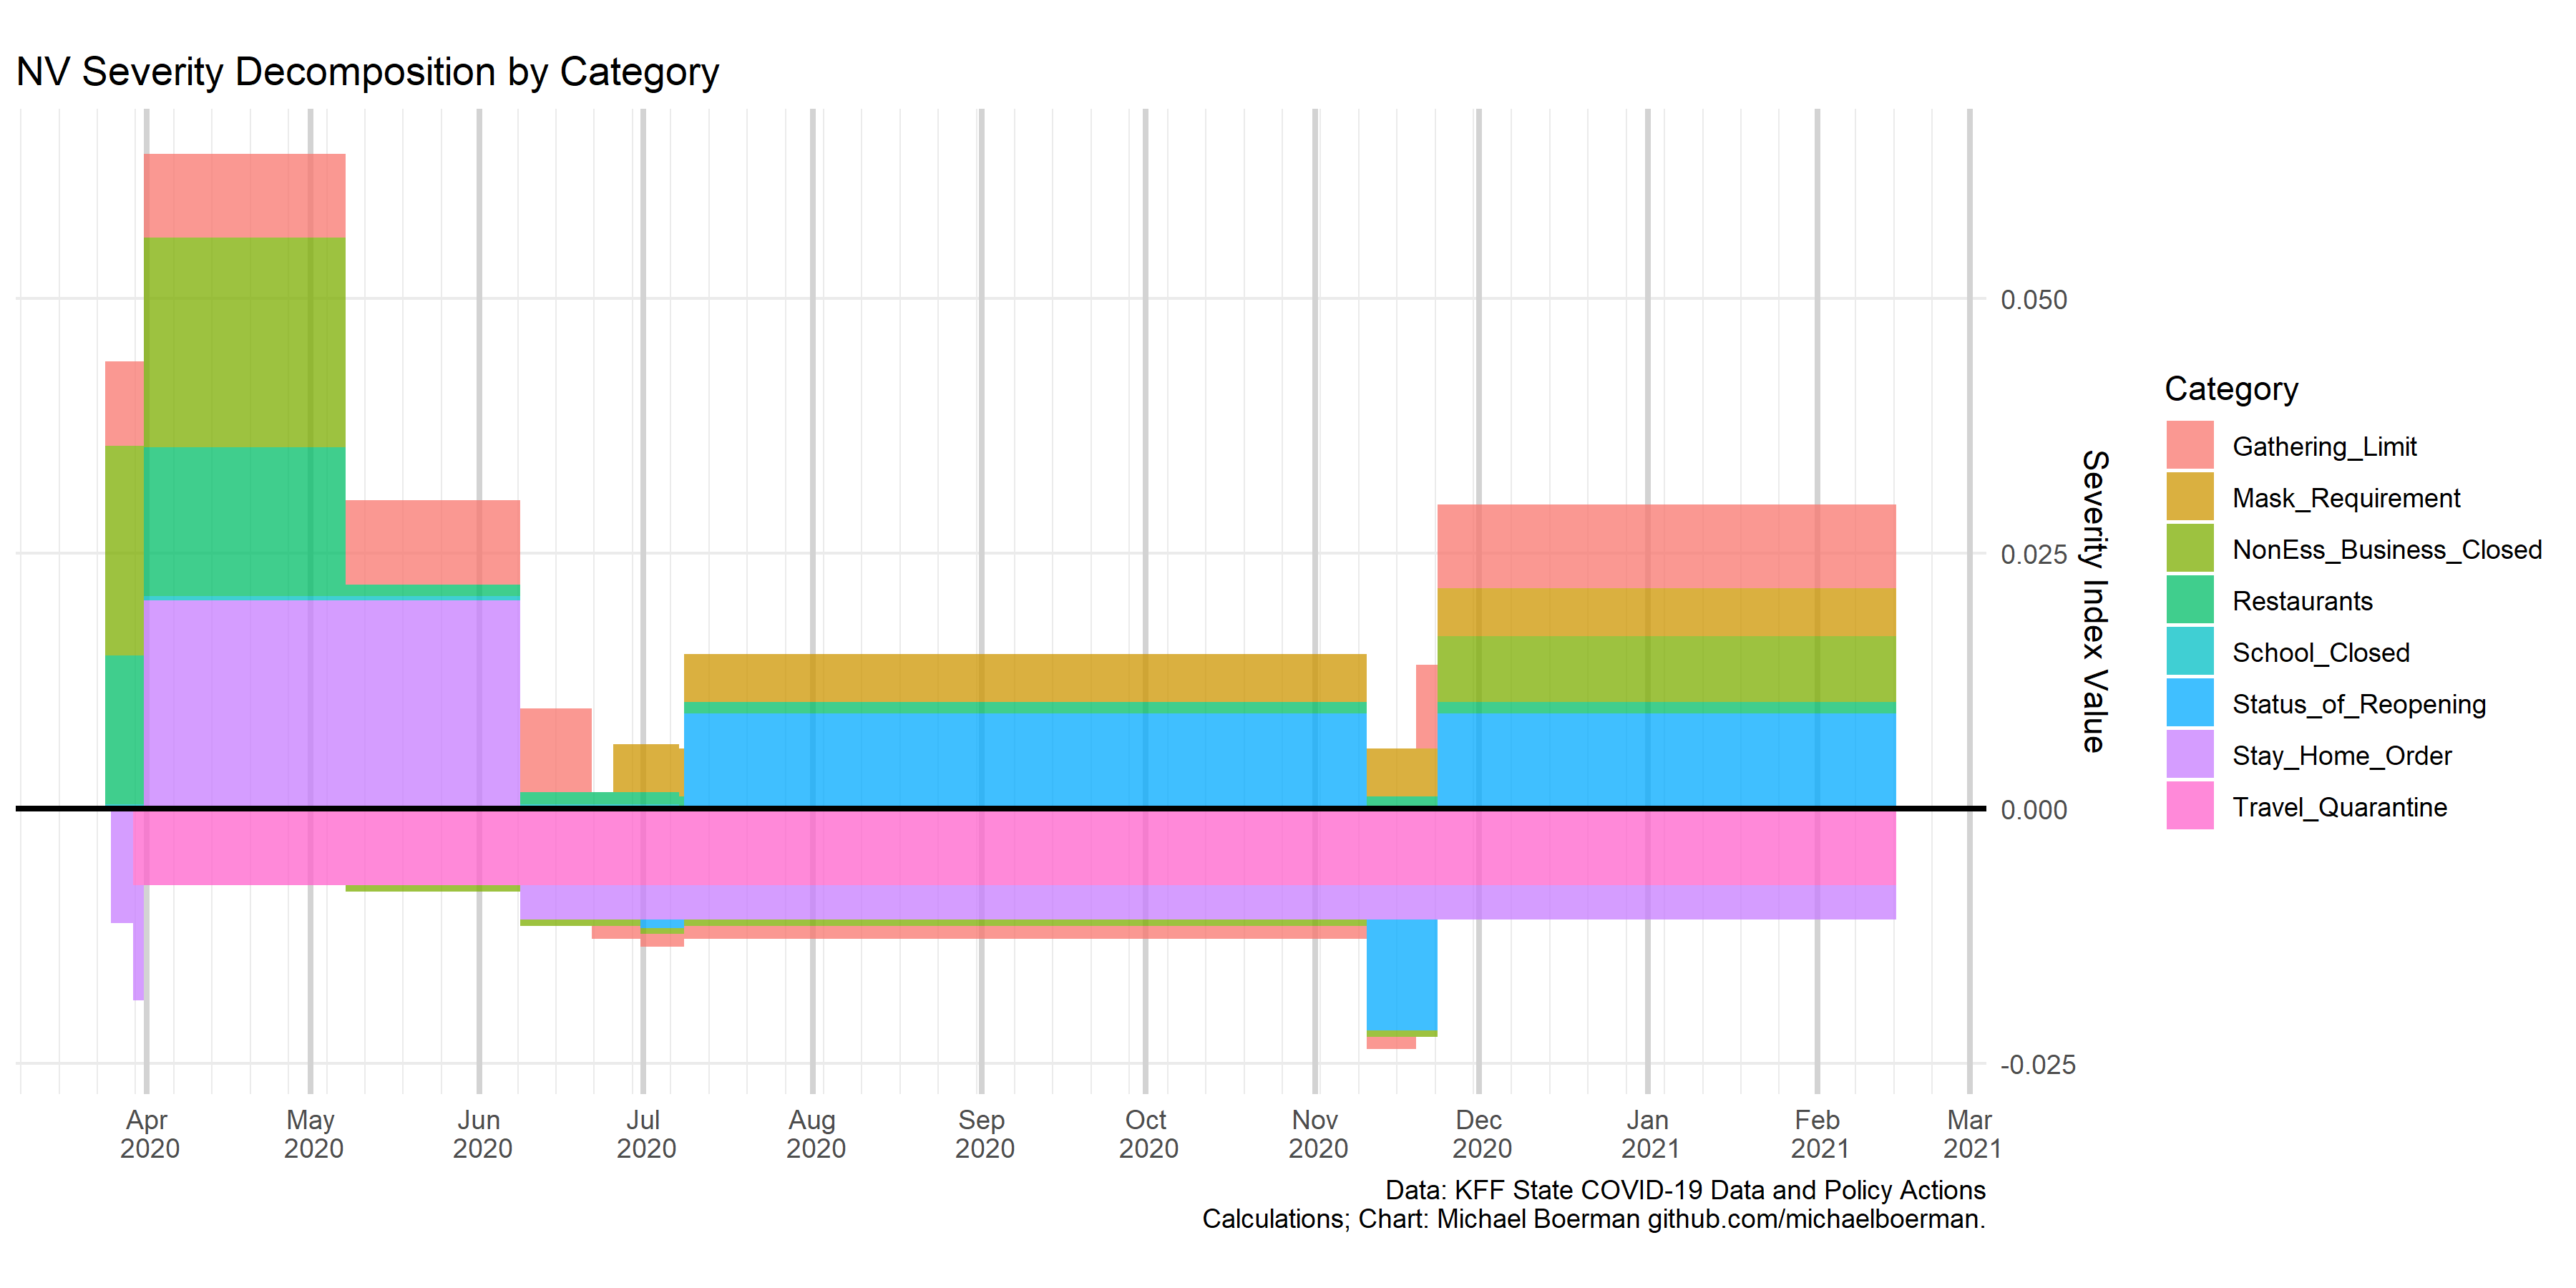 NV Severity Decomposition by Category
0.050
0.025
0.000
-0.025
Severity Index Value
Apr 2020
May 2020
Jun 2020
Jul 2020
Aug 2020
Sep 2020
Oct 2020
Nov 2020
Dec 2020
Jan 2021
Feb 2021
Mar 2021
Category
Gathering_Limit
Mask_Requirement
NonEss_Business_Closed
Restaurants
School_Closed
Status_of_Reopening
Stay_Home_Order
Travel_Quarantine
Data: KFF State COVID-19 Data and Policy Actions
Calculations; Chart: Michael Boerman github.com/michaelboerman.